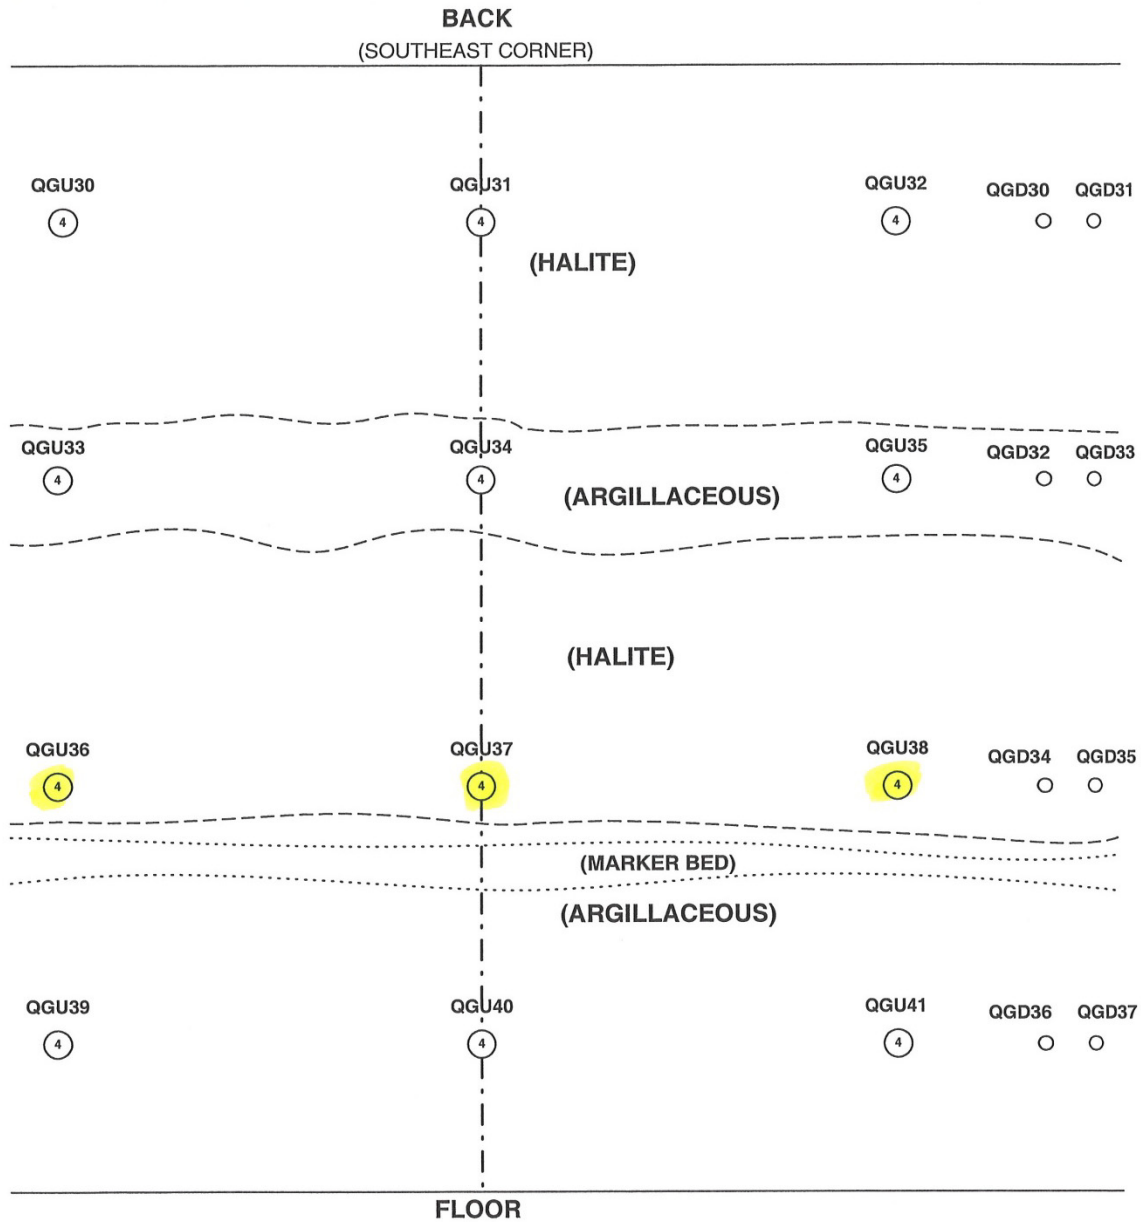 BACK
(SOUTHEAST CORNER)
QGU30
QGU31
QGU32
QGD30
QGD31
4
4
4
(HALITE)
QGU33
QGU34
QGU35
QGD32
QGD33
4
4
4
(ARGILLACEOUS)
(HALITE)
QGU36
QGU37
QGU38
QGD34
QGD35
4
4
4
(MARKER BED)
(ARGILLACEOUS)
QGU39
QGU40
QGU41
QGD36
QGD37
4
4
4
FLOOR